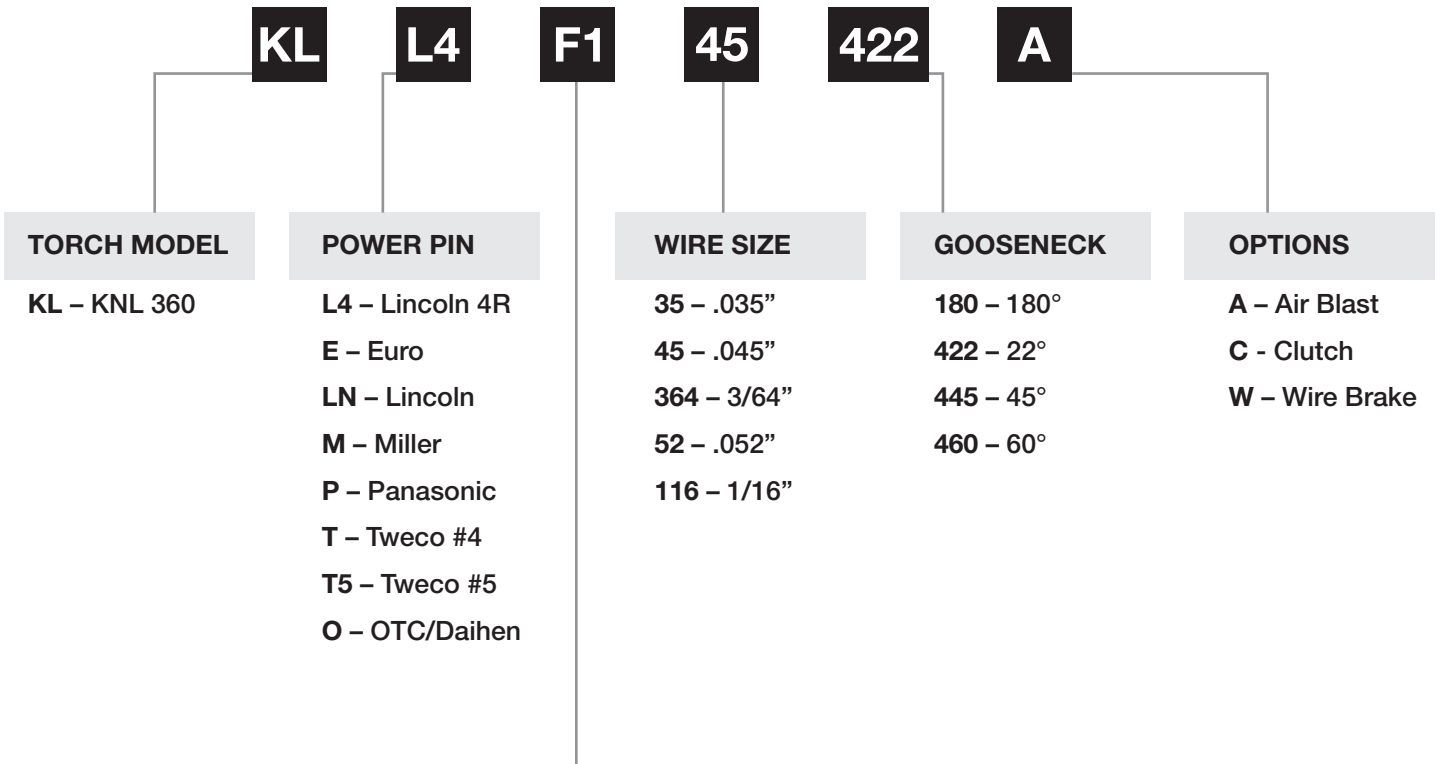 KL L4 F1 45 422 A
TORCH MODEL
KL – KNL 360
POWER PIN
L4 – Lincoln 4R
E – Euro
LN – Lincoln
M – Miller
P – Panasonic
T – Tweco #4
T5 – Tweco #5
O – OTC/Daihen
WIRE SIZE
35 – .035”
45 – .045”
364 – 3/64”
52 – .052”
116 – 1/16”
GOOSENECK
180 – 180°
422 – 22°
445 – 45°
460 – 60°
OPTIONS
A – Air Blast
C - Clutch
W – Wire Brake